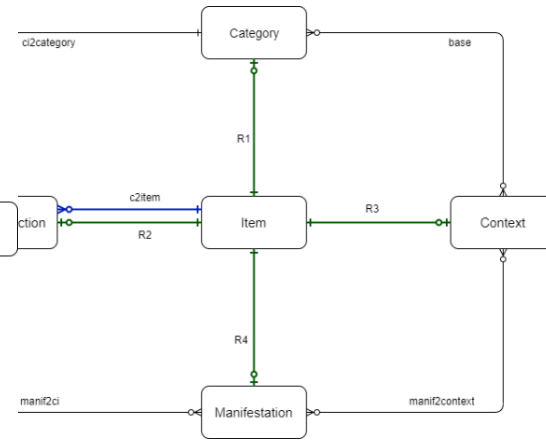 Category
ci2category
base
R1
c2item
R3
ction
Item
Context
R2
R4
manif2ci
manif2context
Manifestation